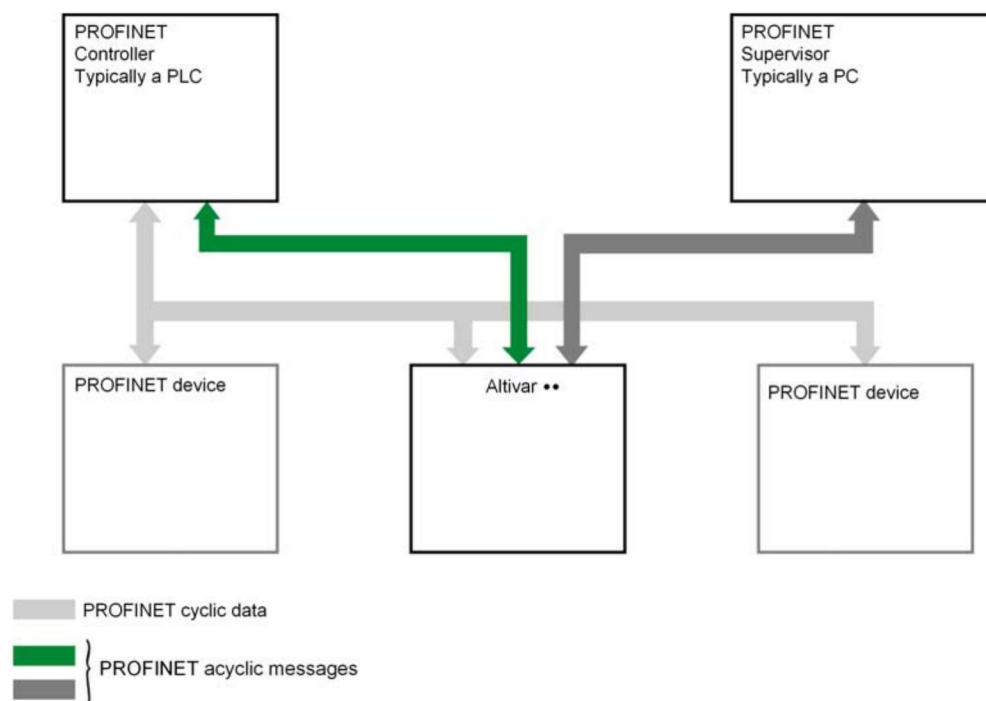 PROFINET
Controller
Typically a PLC
PROFINET
Supervisor
Typically a PC
PROFINET device
Altivar ••
PROFINET device
PROFINET cyclic data
PROFINET acyclic messages